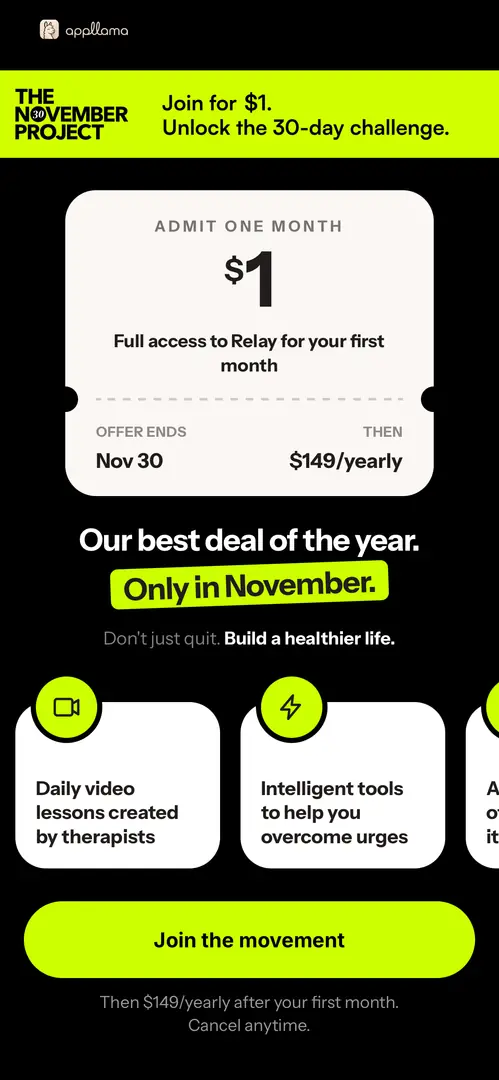 appllama
THE
N30VEMBER
PROJECT
Join for $1.
Unlock the 30-day challenge.
ADMIT ONE MONTH
$1
Full access to Relay for your first
month
OFFER ENDS
THEN
Nov 30
$149/yearly
Our best deal of the year.
Only in November.
Don't just quit. Build a healthier life.
Daily video
lessons created
by therapists
Intelligent tools
to help you
overcome urges
Join the movement
Then $149/yearly after your first month.
Cancel anytime.